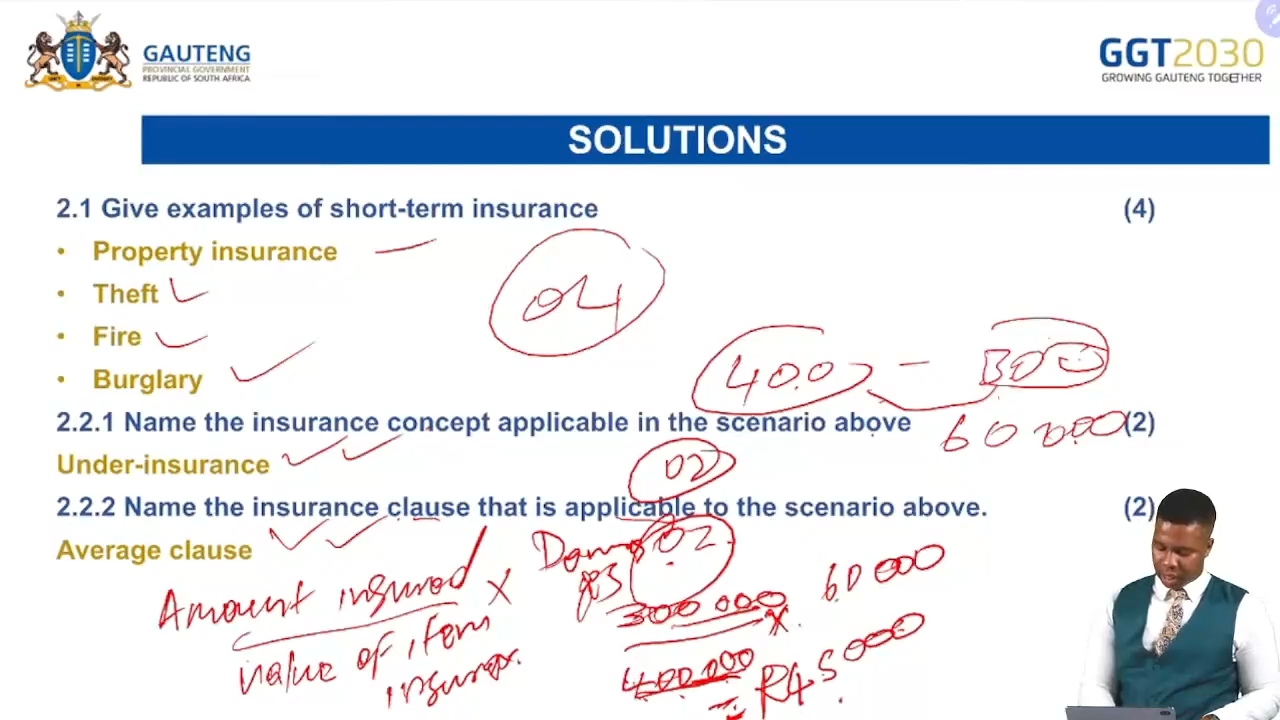 GAUTENG
PROVINCIAL GOVERNMENT
REPUBLIC OF SOUTH AFRICA
GGT2030
GROWING GAUTENG TOGETHER
SOLUTIONS
2.1 Give examples of short-term insurance (4)
• Property insurance
• Theft
04
• Fire
400 - 300
• Burglary
2.2.1 Name the insurance concept applicable in the scenario above (2)
60 000
Under-insurance
02
2.2.2 Name the insurance clause that is applicable to the scenario above. (2)
Average clause
02
Amount insured X
value of item
300 000 X 60 000
400 000
= R45 000